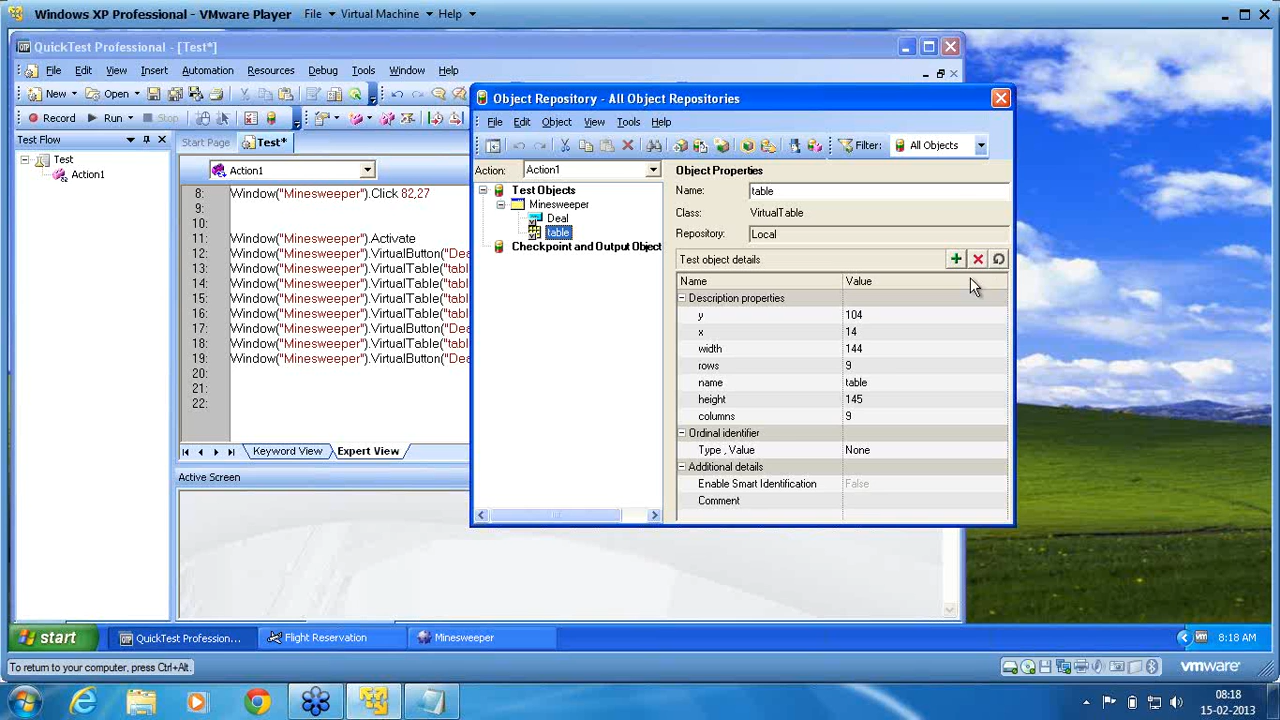 Windows XP Professional - VMware Player File Virtual Machine Help
QuickTest Professional - [Test*]
File Edit View Insert Automation Resources Debug Tools Window Help
New Open
Record Run Stop
Test Flow
Test
Action1
Start Page Test*
Action1
8: Window("Minesweeper").Click 82,27
9:
10:
11: Window("Minesweeper").Activate
12: Window("Minesweeper").VirtualButton("Dea
13: Window("Minesweeper").VirtualTable("tabl
14: Window("Minesweeper").VirtualTable("tabl
15: Window("Minesweeper").VirtualTable("tabl
16: Window("Minesweeper").VirtualTable("tabl
17: Window("Minesweeper").VirtualButton("Dea
18: Window("Minesweeper").VirtualTable("tabl
19: Window("Minesweeper").VirtualButton("Dea
20:
21:
22:
Keyword View Expert View
Active Screen
Object Repository - All Object Repositories
File Edit Object View Tools Help
Filter: All Objects
Action: Action1
Test Objects
Minesweeper
Deal
table
Checkpoint and Output Object
Object Properties
Name: table
Class: VirtualTable
Repository: Local
Test object details
Name Value
Description properties
y 104
x 14
width 144
rows 9
name table
height 145
columns 9
Ordinal identifier
Type , Value None
Additional details
Enable Smart Identification False
Comment
start QuickTest Profession... Flight Reservation Minesweeper 8:18 AM
To return to your computer, press Ctrl+Alt. vmware
08:18
15-02-2013